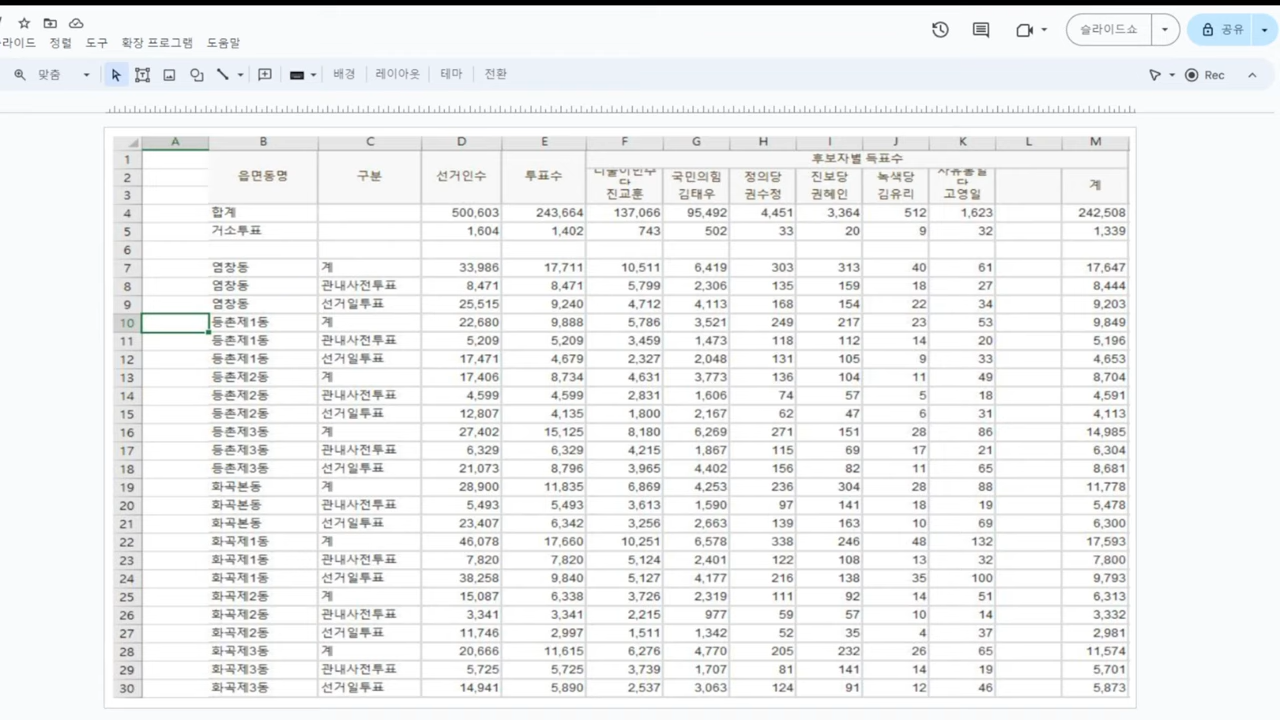 라이드 정렬 도구 확장 프로그램 도움말
슬라이드쇼 공유
맞춤 배경 레이아웃 테마 전환 Rec
A B C D E F G H I J K L M
1 후보자별 득표수
2 읍면동명 구분 선거인수 투표수 더불어민주당 국민의힘 정의당 진보당 녹색당 자유통일당 계
3 진교훈 김태우 권수정 권혜인 김유리 고영일
4 합계 500,603 243,664 137,066 95,492 4,451 3,364 512 1,623 242,508
5 거소투표 1,604 1,402 743 502 33 20 9 32 1,339
6
7 염창동 계 33,986 17,711 10,511 6,419 303 313 40 61 17,647
8 염창동 관내사전투표 8,471 8,471 5,799 2,306 135 159 18 27 8,444
9 염창동 선거일투표 25,515 9,240 4,712 4,113 168 154 22 34 9,203
10 등촌제1동 계 22,680 9,888 5,786 3,521 249 217 23 53 9,849
11 등촌제1동 관내사전투표 5,209 5,209 3,459 1,473 118 112 14 20 5,196
12 등촌제1동 선거일투표 17,471 4,679 2,327 2,048 131 105 9 33 4,653
13 등촌제2동 계 17,406 8,734 4,631 3,773 136 104 11 49 8,704
14 등촌제2동 관내사전투표 4,599 4,599 2,831 1,606 74 57 5 18 4,591
15 등촌제2동 선거일투표 12,807 4,135 1,800 2,167 62 47 6 31 4,113
16 등촌제3동 계 27,402 15,125 8,180 6,269 271 151 28 86 14,985
17 등촌제3동 관내사전투표 6,329 6,329 4,215 1,867 115 69 17 21 6,304
18 등촌제3동 선거일투표 21,073 8,796 3,965 4,402 156 82 11 65 8,681
19 화곡본동 계 28,900 11,835 6,869 4,253 236 304 28 88 11,778
20 화곡본동 관내사전투표 5,493 5,493 3,613 1,590 97 141 18 19 5,478
21 화곡본동 선거일투표 23,407 6,342 3,256 2,663 139 163 10 69 6,300
22 화곡제1동 계 46,078 17,660 10,251 6,578 338 246 48 132 17,593
23 화곡제1동 관내사전투표 7,820 7,820 5,124 2,401 122 108 13 32 7,800
24 화곡제1동 선거일투표 38,258 9,840 5,127 4,177 216 138 35 100 9,793
25 화곡제2동 계 15,087 6,338 3,726 2,319 111 92 14 51 6,313
26 화곡제2동 관내사전투표 3,341 3,341 2,215 977 59 57 10 14 3,332
27 화곡제2동 선거일투표 11,746 2,997 1,511 1,342 52 35 4 37 2,981
28 화곡제3동 계 20,666 11,615 6,276 4,770 205 232 26 65 11,574
29 화곡제3동 관내사전투표 5,725 5,725 3,739 1,707 81 141 14 19 5,701
30 화곡제3동 선거일투표 14,941 5,890 2,537 3,063 124 91 12 46 5,873